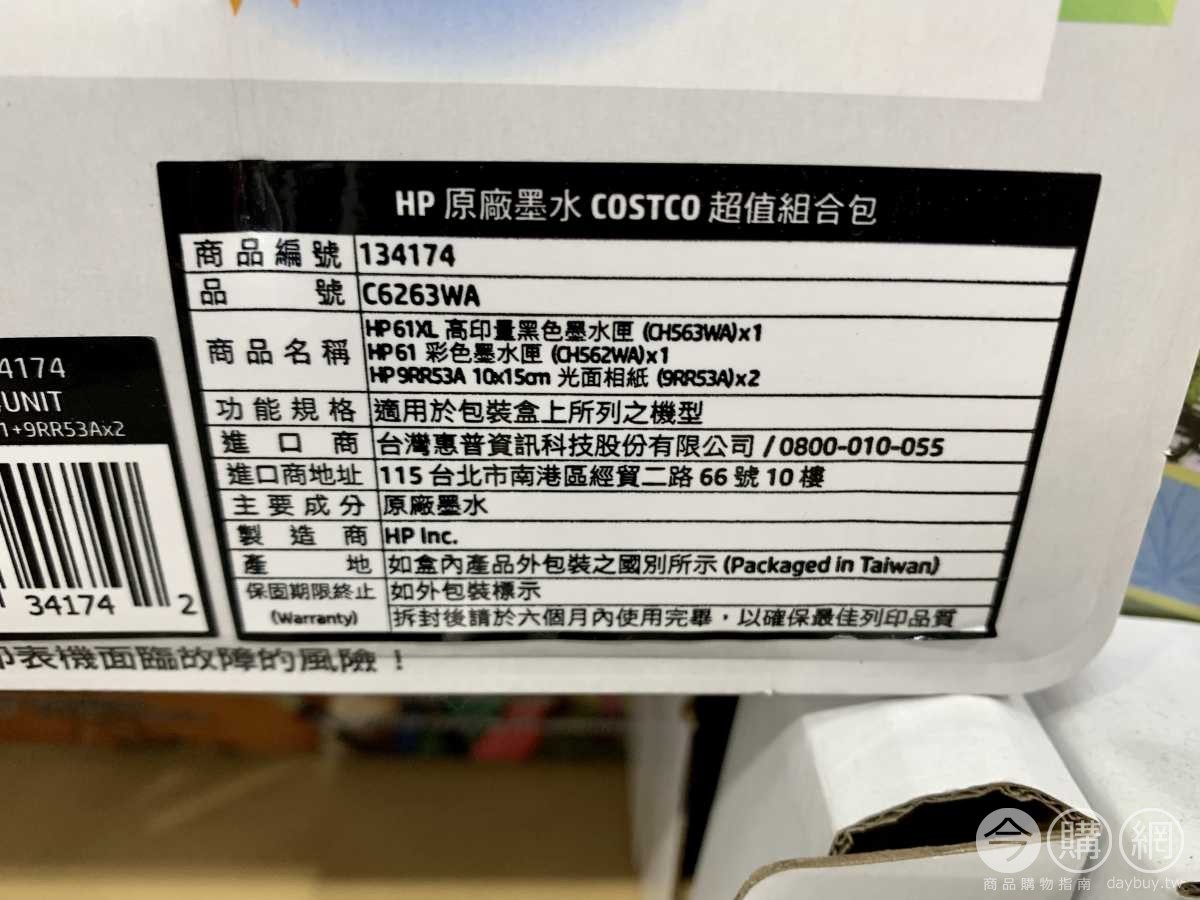 HP 原廠墨水 COSTCO 超值組合包
商品編號 134174
品號 C6263WA
商品名稱 HP 61XL 高印量黑色墨水匣 (CH563WA)x1
HP 61 彩色墨水匣 (CH562WA)x1
HP 9RR53A 10x15cm 光面相紙 (9RR53A)x2
功能規格 適用於包裝盒上所列之機型
進口商 台灣惠普資訊科技股份有限公司 / 0800-010-055
進口商地址 115 台北市南港區經貿二路 66 號 10 樓
主要成分 原廠墨水
製造商 HP Inc.
產地 如盒內產品外包裝之國別所示 (Packaged in Taiwan)
保固期限終止 如外包裝標示
(Warranty) 拆封後請於六個月內使用完畢，以確保最佳列印品質
4174
UNIT
1+9RR53Ax2
34174 2
表機面臨故障的風險！
今購網
商品購物指南 daybuy.tw